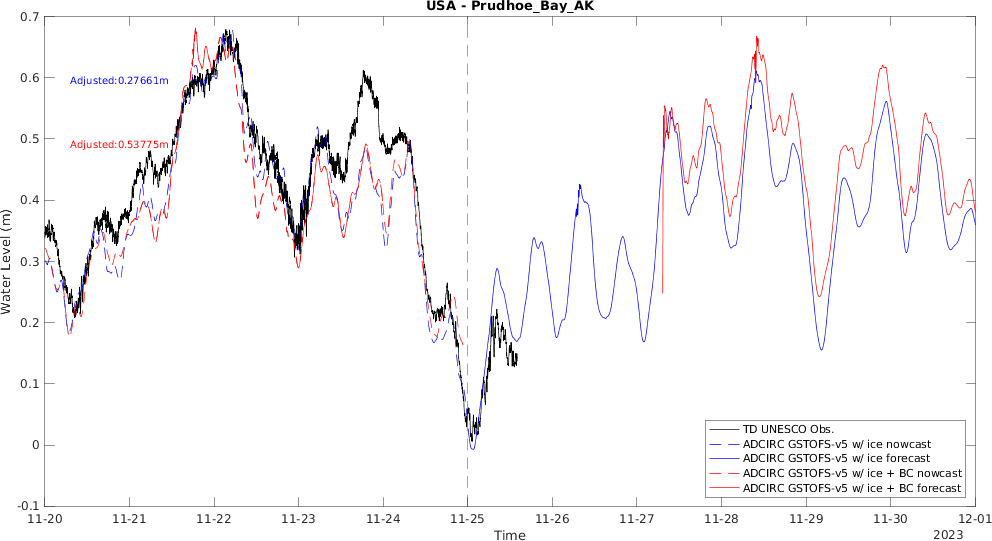 USA - Prudhoe_Bay_AK
0.7
0.6
0.5
0.4
0.3
0.2
0.1
0
-0.1
Water Level (m)
Adjusted:0.27661m
Adjusted:0.53775m
TD UNESCO Obs.
ADCIRC GSTOFS-v5 w/ ice nowcast
ADCIRC GSTOFS-v5 w/ ice forecast
ADCIRC GSTOFS-v5 w/ ice + BC nowcast
ADCIRC GSTOFS-v5 w/ ice + BC forecast
11-20 11-21 11-22 11-23 11-24 11-25 11-26 11-27 11-28 11-29 11-30 12-01
Time
2023